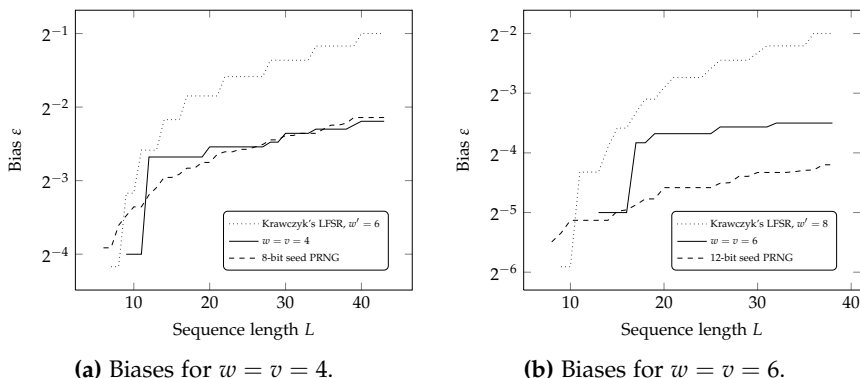 2⁻¹
2⁻²
2⁻³
2⁻⁴
Bias ε
10 20 30 40
Sequence length L
Krawczyk's LFSR, w′ = 6
w = v = 4
8-bit seed PRNG
(a) Biases for w = v = 4.
2⁻²
2⁻³
2⁻⁴
2⁻⁵
2⁻⁶
Bias ε
10 20 30 40
Sequence length L
Krawczyk's LFSR, w′ = 8
w = v = 6
12-bit seed PRNG
(b) Biases for w = v = 6.